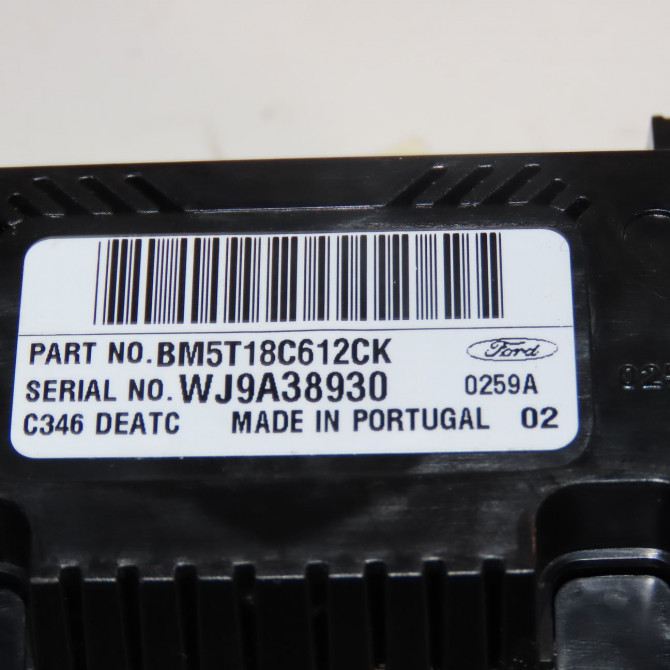 PART NO. BM5T18C612CK Ford
SERIAL NO. WJ9A38930 0259A
C346 DEATC MADE IN PORTUGAL 02